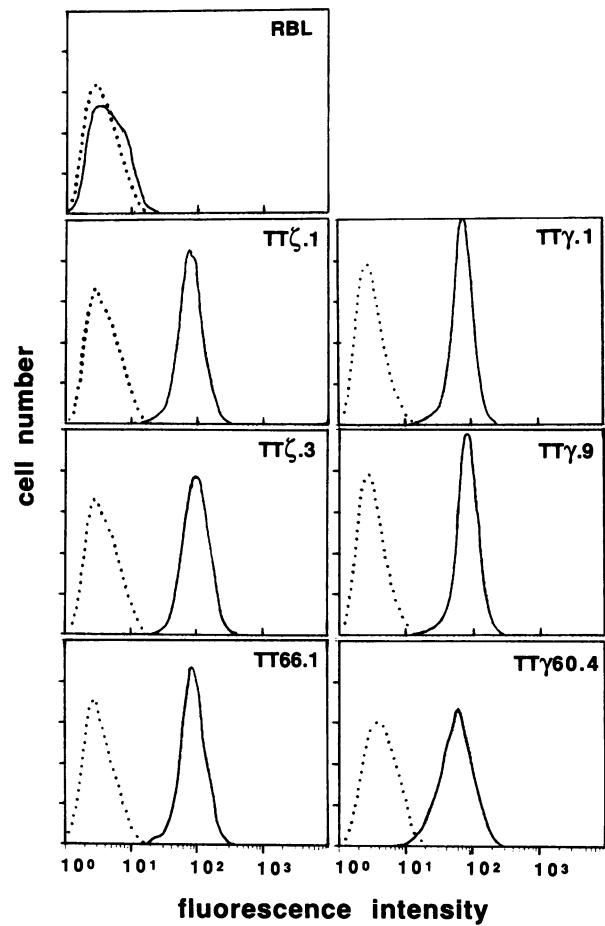 RBL
TTζ.1
TTγ.1
TTζ.3
TTγ.9
TT66.1
TTγ60.4
cell number
10⁰ 10¹ 10² 10³
10⁰ 10¹ 10² 10³
fluorescence intensity